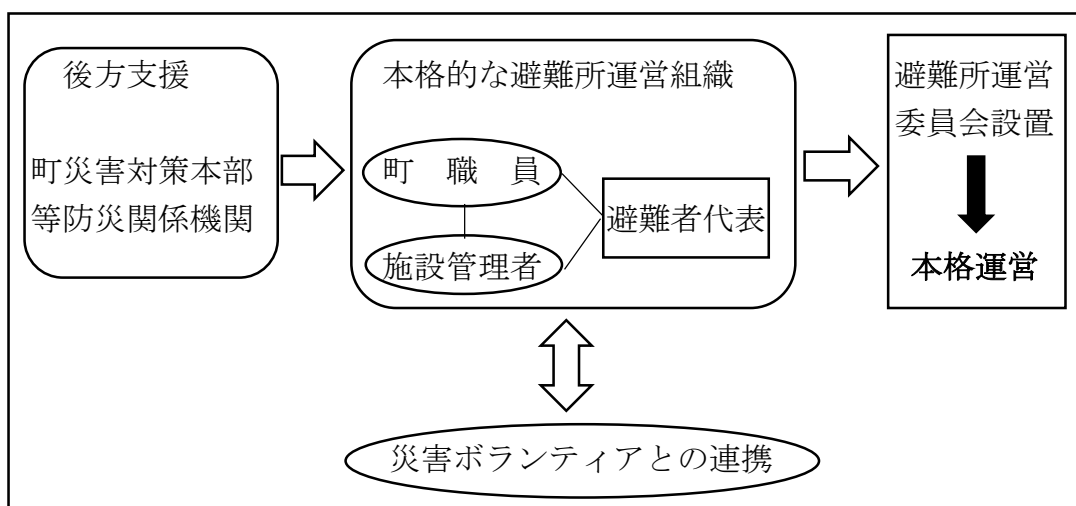 後方支援
町災害対策本部
等防災関係機関
本格的な避難所運営組織
町　職　員
施設管理者
避難者代表
避難所運営
委員会設置
本格運営
災害ボランティアとの連携